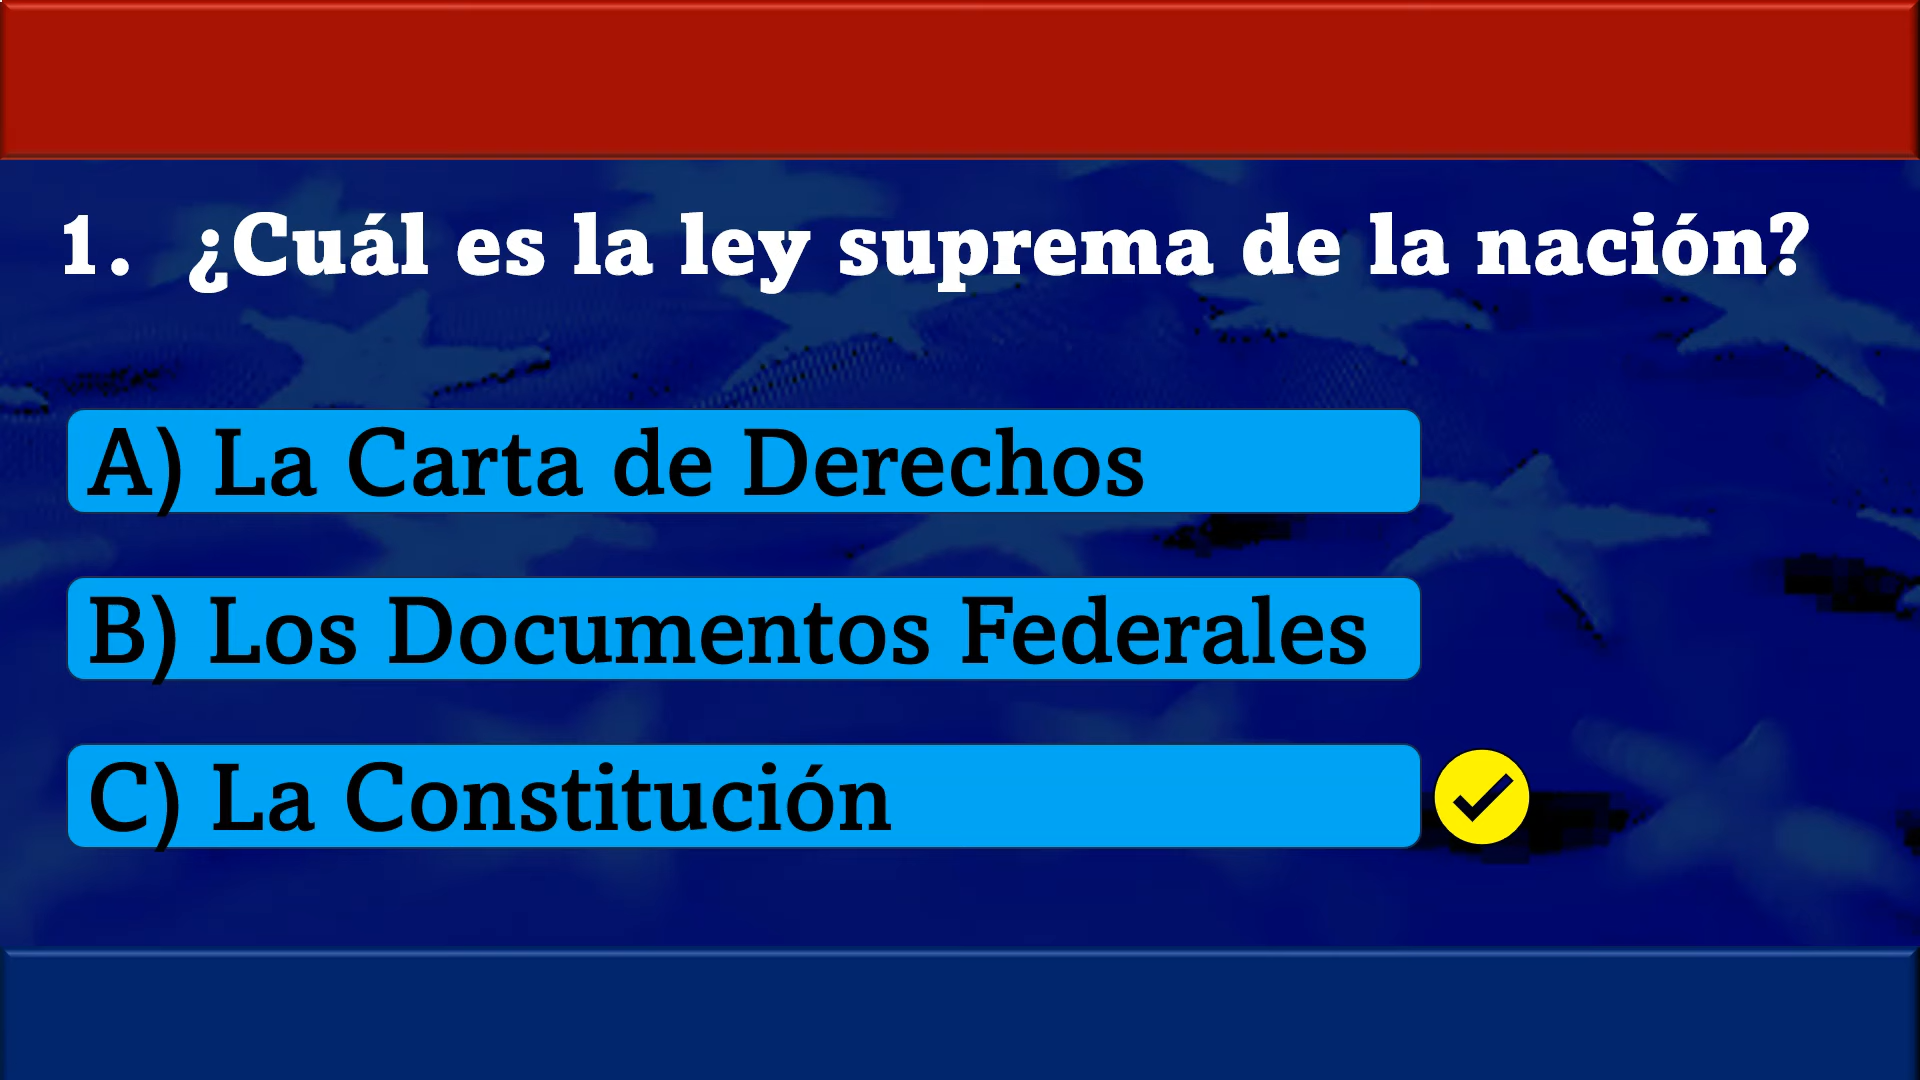 1. ¿Cuál es la ley suprema de la nación?
A) La Carta de Derechos
B) Los Documentos Federales
C) La Constitución